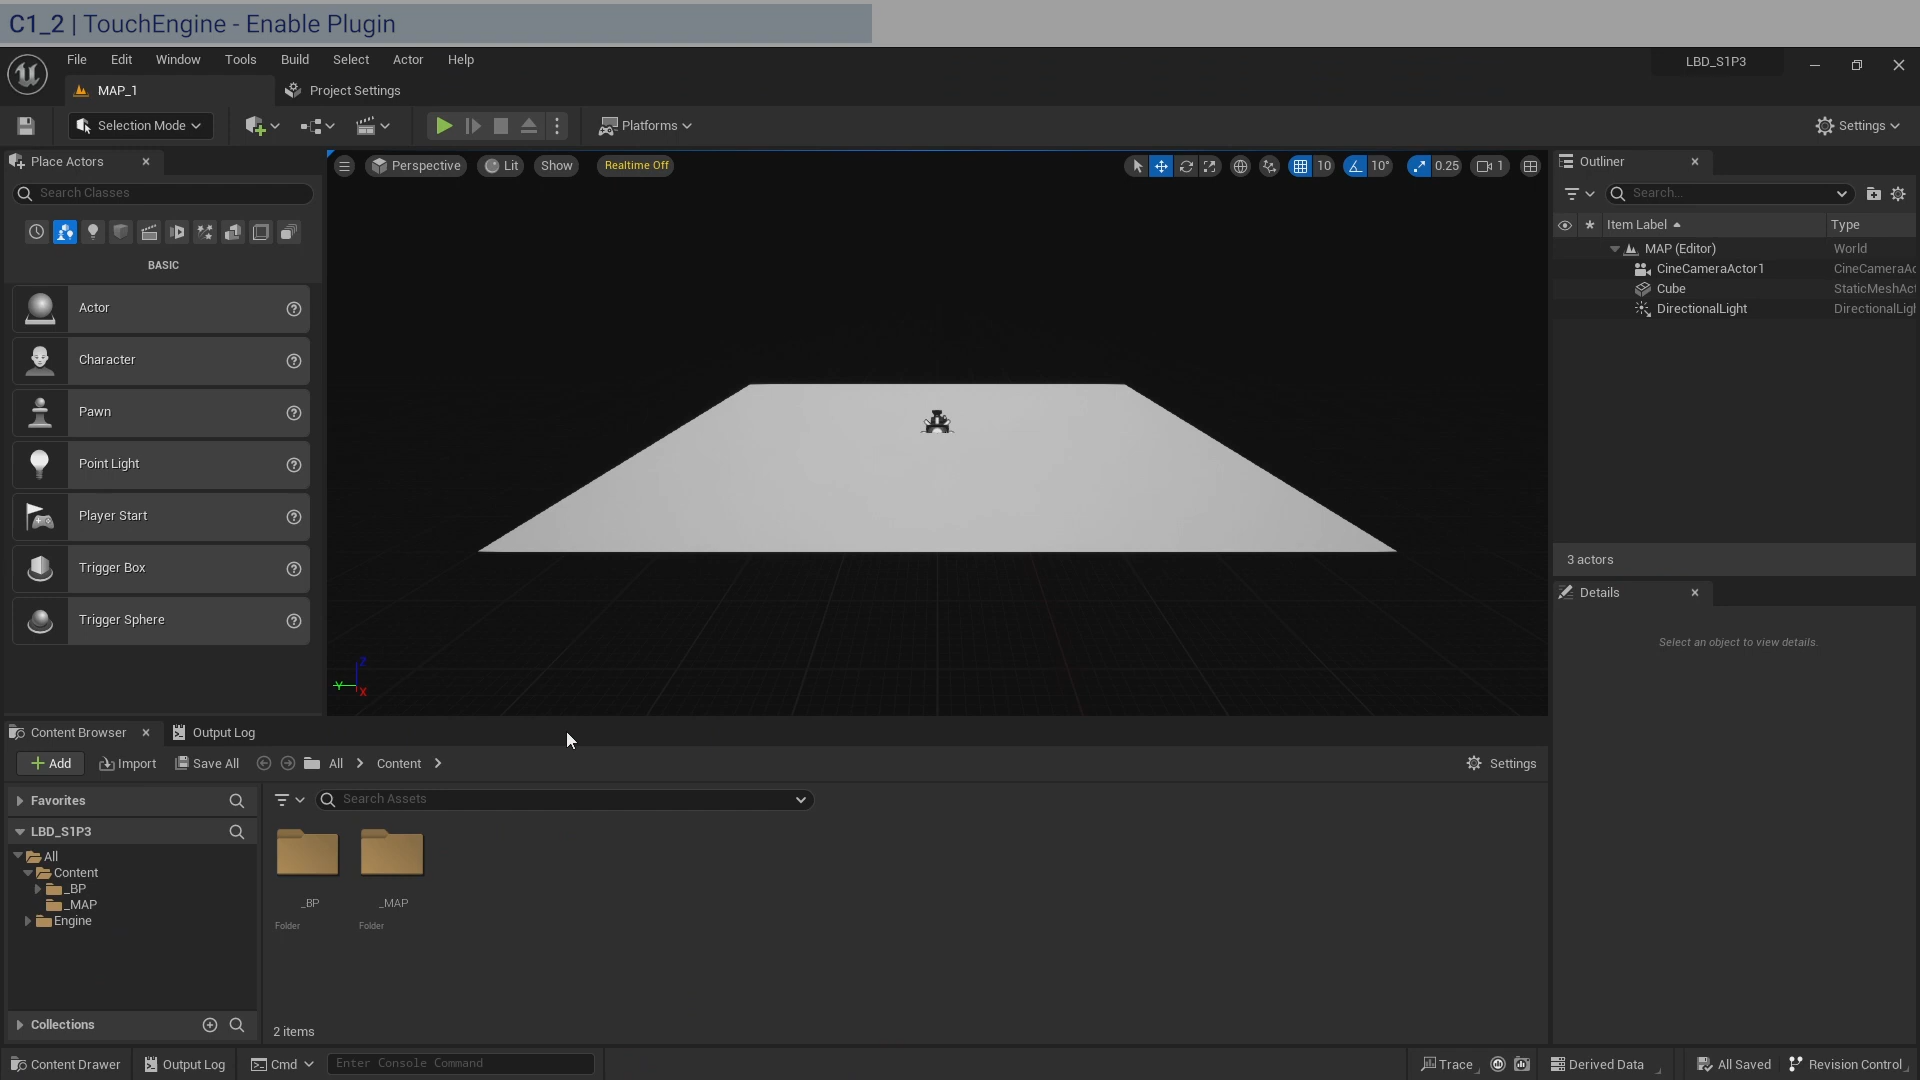 C1_2 | TouchEngine - Enable Plugin
File Edit Window Tools Build Select Actor Help
LBD_S1P3
MAP_1
Project Settings
Selection Mode
Platforms
Settings
Place Actors
Search Classes
BASIC
Actor
Character
Pawn
Point Light
Player Start
Trigger Box
Trigger Sphere
Perspective
Lit
Show
Realtime Off
10
10°
0.25
1
Z
Y
X
Outliner
Search...
Item Label
Type
MAP (Editor) World
CineCameraActor1 CineCameraAc
Cube StaticMeshAct
DirectionalLight DirectionalLigh
3 actors
Details
Select an object to view details.
Content Browser
Output Log
Add
Import
Save All
All
Content
Settings
Favorites
LBD_S1P3
All
Content
_BP
_MAP
Engine
Collections
Search Assets
_BP
_MAP
Folder
Folder
2 items
Content Drawer
Output Log
Cmd
Enter Console Command
Trace
Derived Data
All Saved
Revision Control